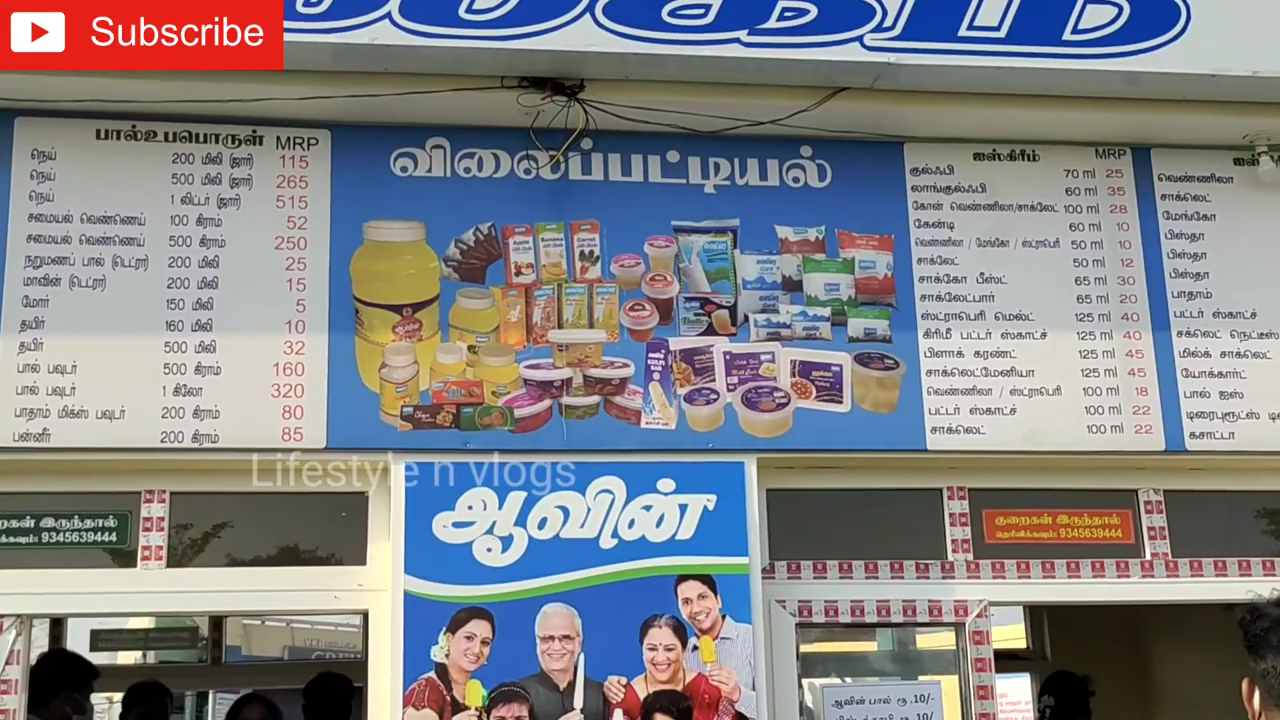 Subscribe
பால்உபபொருள் MRP
நெய் 200 மிலி (ஜார்) 115
நெய் 500 மிலி (ஜார்) 265
நெய் 1 லிட்டர் (ஜார்) 515
சமையல் வெண்ணெய் 100 கிராம் 52
சமையல் வெண்ணெய் 500 கிராம் 250
நறுமணப் பால் (டெட்ரா) 200 மிலி 25
மாவின் (டெட்ரா) 200 மிலி 15
மோர் 150 மிலி 5
தயிர் 160 மிலி 10
தயிர் 500 மிலி 32
பால் பவுடர் 500 கிராம் 160
பால் பவுடர் 1 கிலோ 320
பாதாம் மிக்ஸ் பவுடர் 200 கிராம் 80
பன்னீர் 200 கிராம் 85
விலைப்பட்டியல்
ஐஸ்கிரீம் MRP
குல்ஃபி 70 ml 25
லாங்குல்ஃபி 60 ml 35
கோன் வெண்ணிலா/சாக்லேட் 100 ml 28
கேன்டி 60 ml 10
வெண்ணிலா / மேங்கோ / ஸ்ட்ராபெரி 50 ml 10
சாக்லேட் 50 ml 12
சாக்கோ பீஸ்ட் 65 ml 30
சாக்லேட்பார் 65 ml 20
ஸ்ட்ராபெரி மெல்ட் 125 ml 40
கிரீமீ பட்டர் ஸ்காட்ச் 125 ml 40
பிளாக் கரண்ட் 125 ml 45
சாக்லெட்மேனியா 125 ml 45
வெண்ணிலா / ஸ்ட்ராபெரி 100 ml 18
பட்டர் ஸ்காட்ச் 100 ml 22
சாக்லெட் 100 ml 22
வெண்ணிலா
சாக்லெட்
மேங்கோ
பிஸ்தா
பிஸ்தா
பிஸ்தா
பாதாம்
பட்டர் ஸ்காட்ச்
சக்லெட் நெட்ஸ்
மில்க் சாக்லெட்
யோக்கார்ட்
பால் ஐஸ்
டிரைபுரூட்ஸ்
கசாட்டா
Lifestyle n vlogs
ஆவின்
இருந்தால்
9345639444
குறைகள் இருந்தால்
தெரிவிக்கவும்: 9345639444
ஆவின் பால் ரூ.10/-